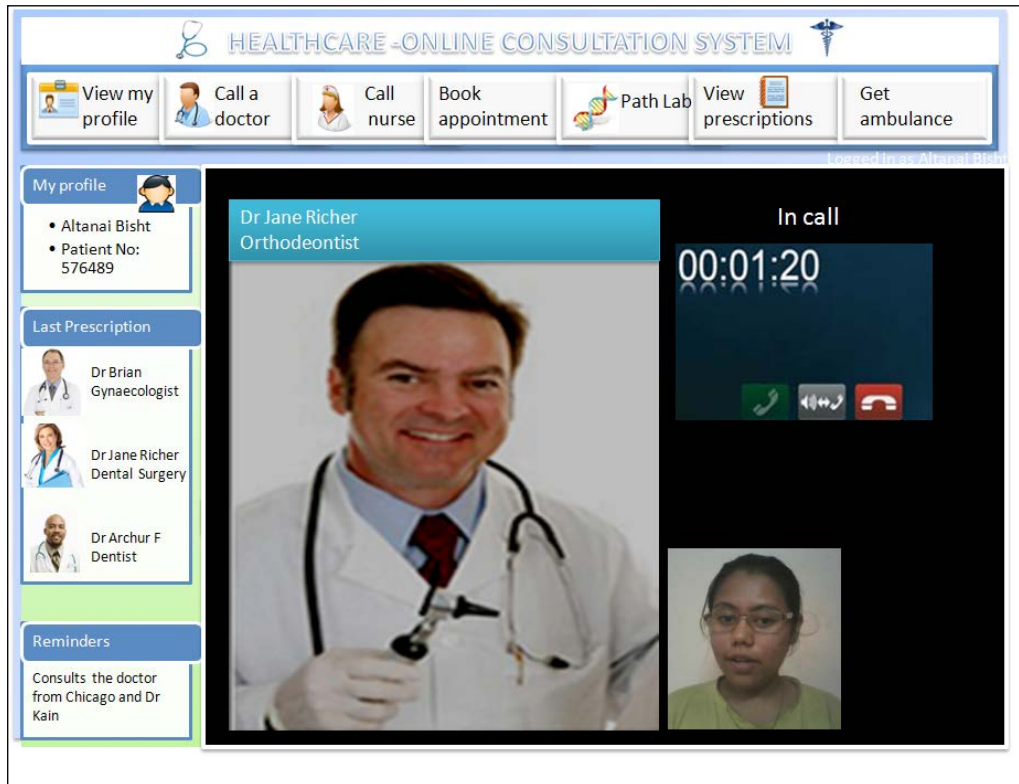 HEALTHCARE -ONLINE CONSULTATION SYSTEM
View my
profile
Call a
doctor
Call
nurse
Book
appointment
Path Lab
View
prescriptions
Get
ambulance
Logged in as Altanai Bisht
My profile
• Altanai Bisht
• Patient No:
576489
Last Prescription
Dr Brian
Gynaecologist
Dr Jane Richer
Dental Surgery
Dr Archur F
Dentist
Reminders
Consults the doctor
from Chicago and Dr
Kain
Dr Jane Richer
Orthodeontist
In call
00:01:20